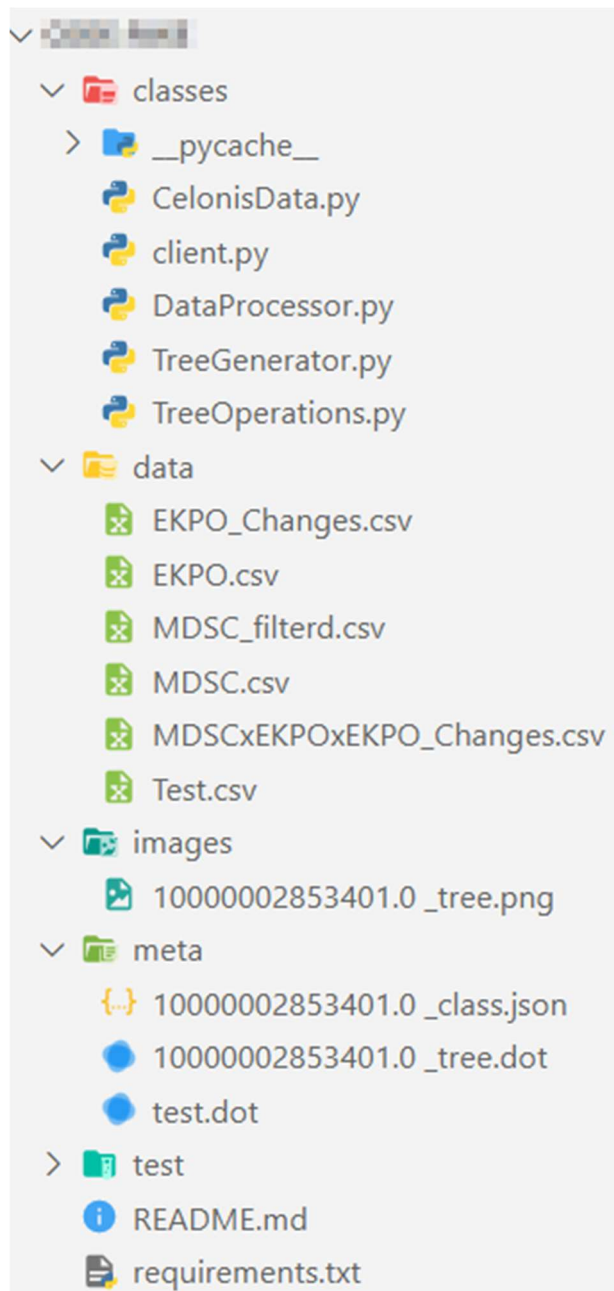 classes
__pycache__
CelonisData.py
client.py
DataProcessor.py
TreeGenerator.py
TreeOperations.py
data
EKPO_Changes.csv
EKPO.csv
MDSC_filterd.csv
MDSC.csv
MDSCxEKPOxEKPO_Changes.csv
Test.csv
images
10000002853401.0 _tree.png
meta
10000002853401.0 _class.json
10000002853401.0 _tree.dot
test.dot
test
README.md
requirements.txt